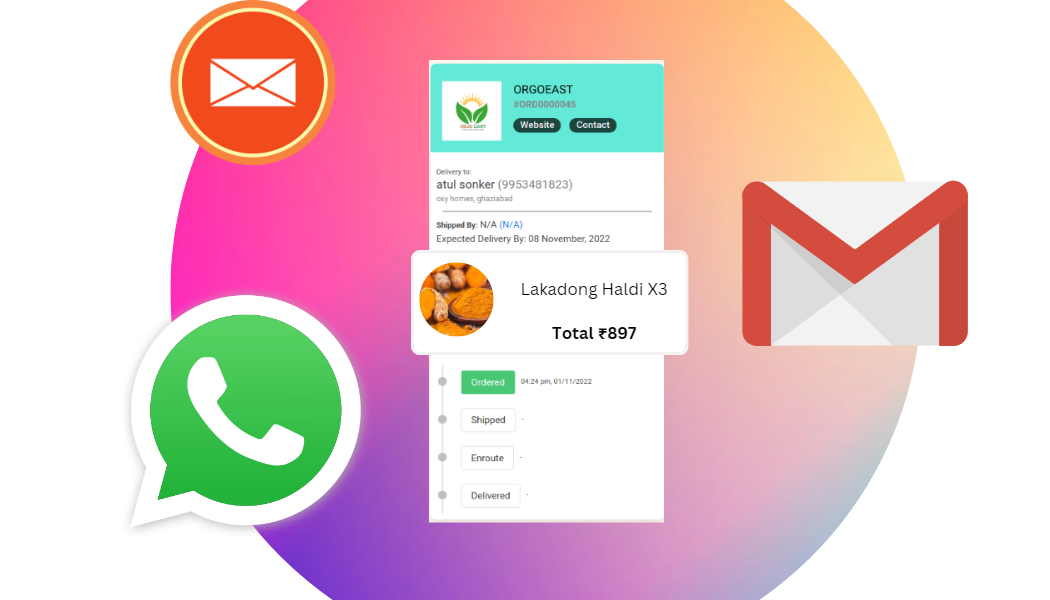 ORGOEAST
#ORD0000045
Website Contact
Delivery to:
atul sonker (9953481823)
oxy homes, ghaziabad
Shipped By: N/A (N/A)
Expected Delivery By: 08 November, 2022
Lakadong Haldi X3
Total ₹897
Ordered 04:24 pm, 01/11/2022
Shipped -
Enroute -
Delivered -